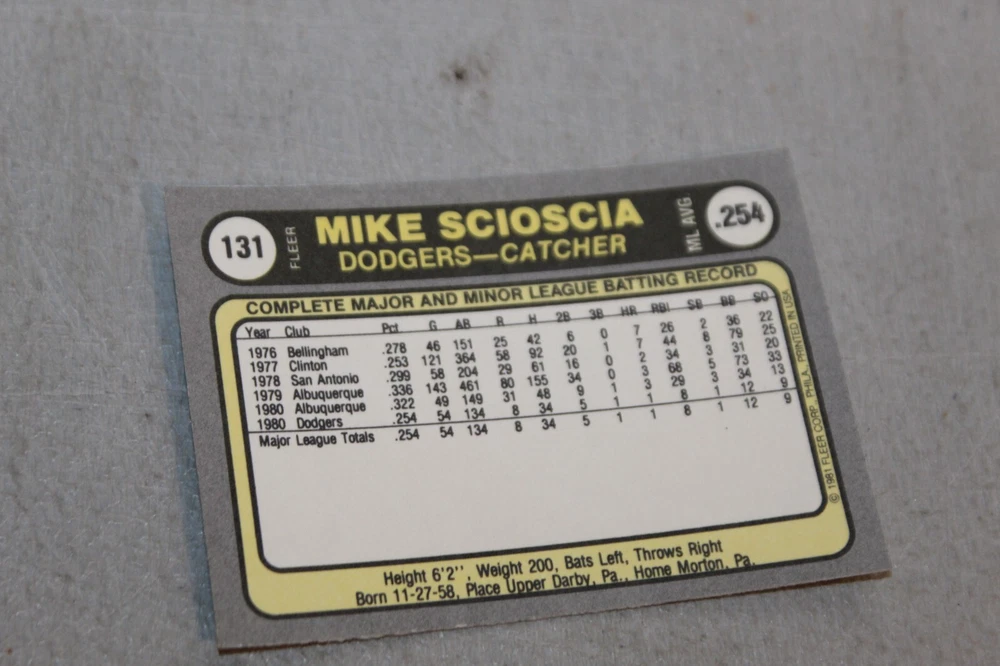 131 FLEER MIKE SCIOSCIA ML AVG .254
DODGERS—CATCHER
COMPLETE MAJOR AND MINOR LEAGUE BATTING RECORD
Year Club Pct G AB R H 2B 3B HR RBI SB BB SO
1976 Bellingham .278 46 151 25 42 6 0 7 26 2 36 22
1977 Clinton .253 121 364 58 92 20 1 7 44 8 79 25
1978 San Antonio .299 58 204 29 61 16 0 2 34 3 31 20
1979 Albuquerque .336 143 461 80 155 34 0 3 68 5 73 33
1980 Albuquerque .322 49 149 31 48 9 1 3 29 3 34 13
1980 Dodgers .254 54 134 8 34 5 1 1 8 1 12 9
Major League Totals .254 54 134 8 34 5 1 1 8 1 12 9
Height 6'2'', Weight 200, Bats Left, Throws Right
Born 11-27-58, Place Upper Darby, Pa., Home Morton, Pa.
© 1981 FLEER CORP. PHILA., PRINTED IN USA